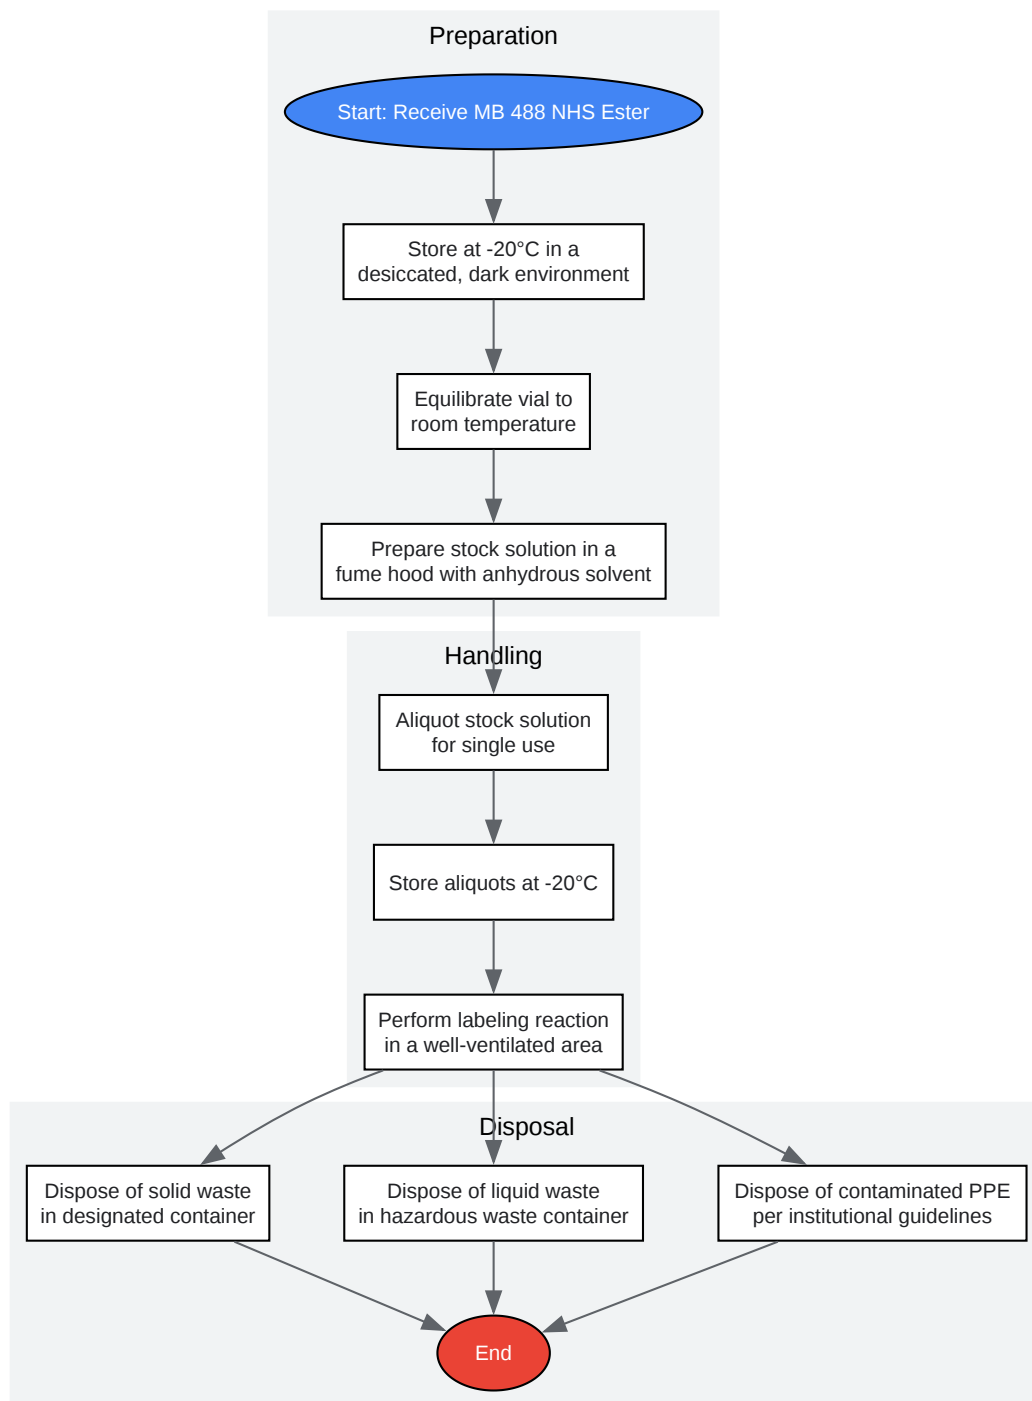 Preparation
Start: Receive MB 488 NHS Ester
Store at -20°C in a
desiccated, dark environment
Equilibrate vial to
room temperature
Prepare stock solution in a
fume hood with anhydrous solvent
Handling
Aliquot stock solution
for single use
Store aliquots at -20°C
Perform labeling reaction
in a well-ventilated area
Disposal
Dispose of solid waste
in designated container
Dispose of liquid waste
in hazardous waste container
Dispose of contaminated PPE
per institutional guidelines
End